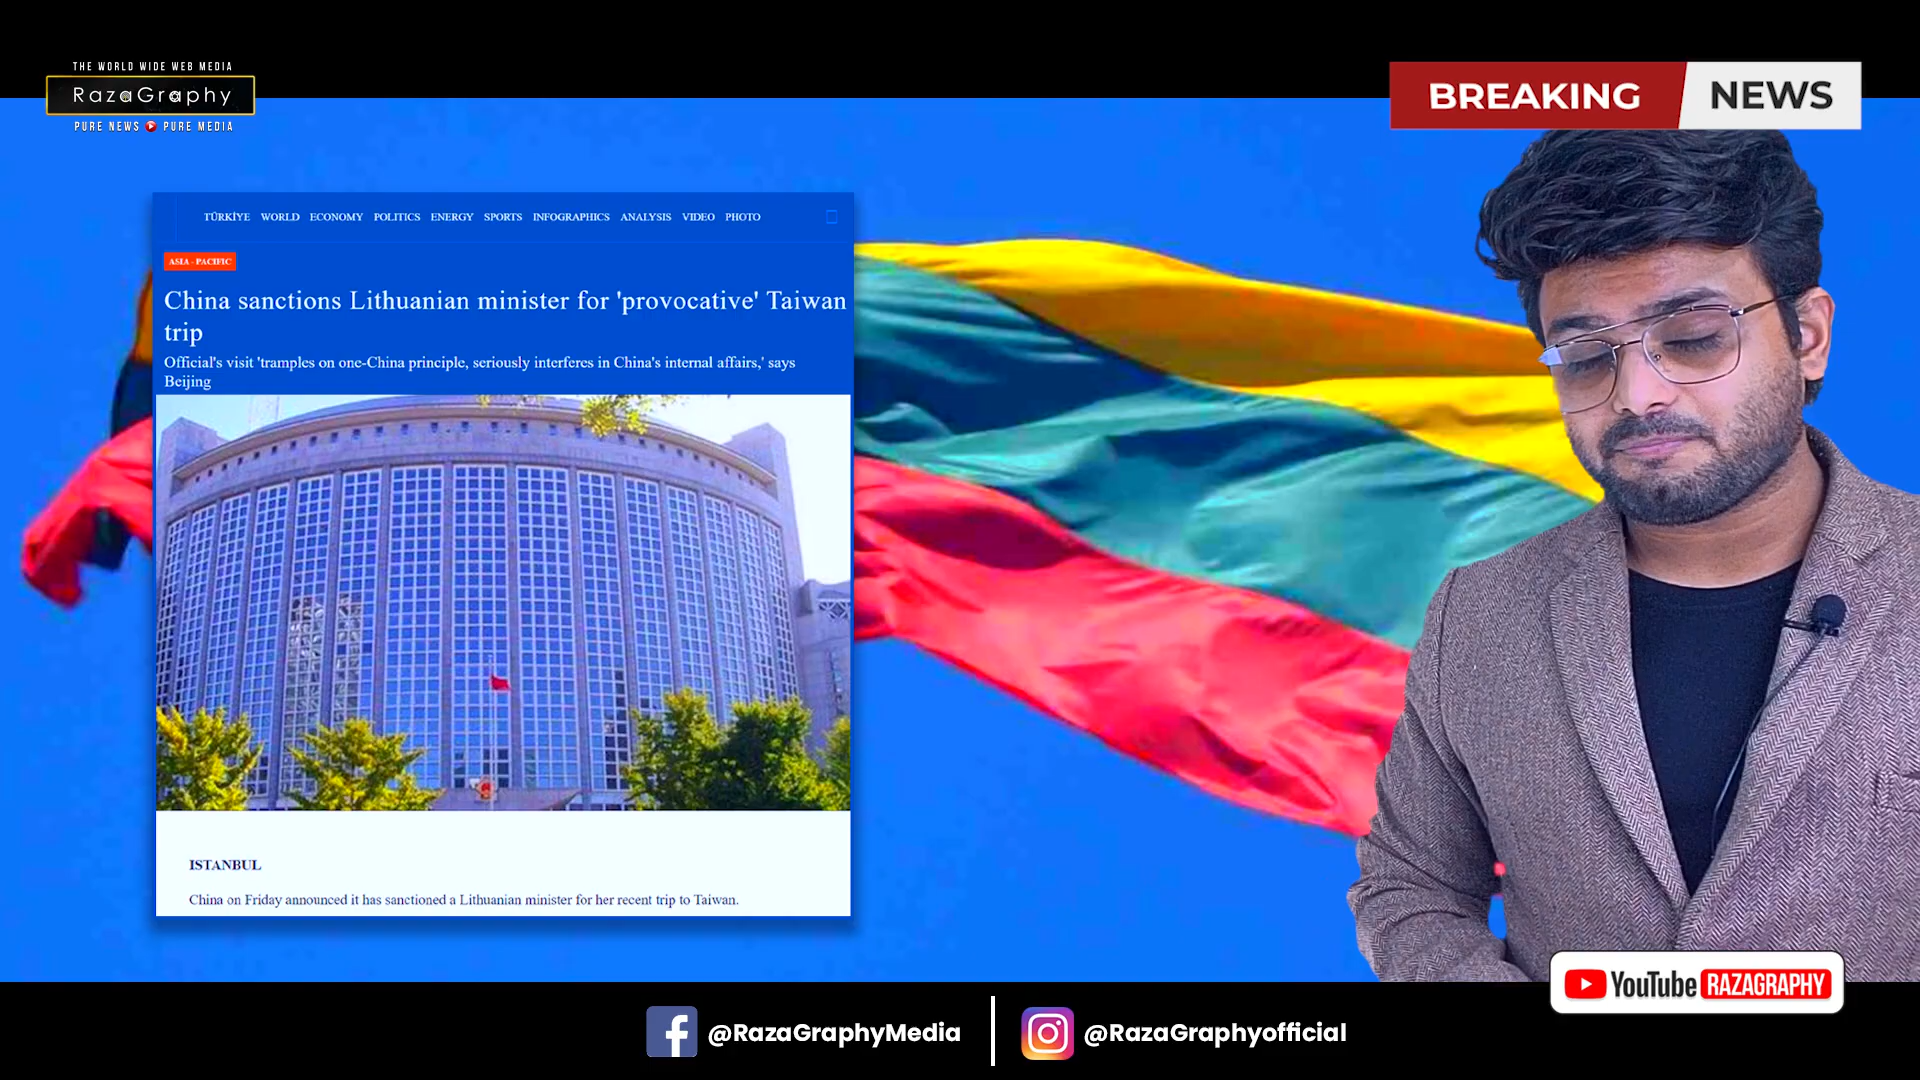 THE WORLD WIDE WEB MEDIA
RazaGraphy
PURE NEWS PURE MEDIA
BREAKING NEWS
TÜRKİYE WORLD ECONOMY POLITICS ENERGY SPORTS INFOGRAPHICS ANALYSIS VIDEO PHOTO
ASIA - PACIFIC
China sanctions Lithuanian minister for 'provocative' Taiwan
trip
Official's visit 'tramples on one-China principle, seriously interferes in China's internal affairs,' says
Beijing
ISTANBUL
China on Friday announced it has sanctioned a Lithuanian minister for her recent trip to Taiwan.
YouTube RAZAGRAPHY
@RazaGraphyMedia
@RazaGraphyofficial